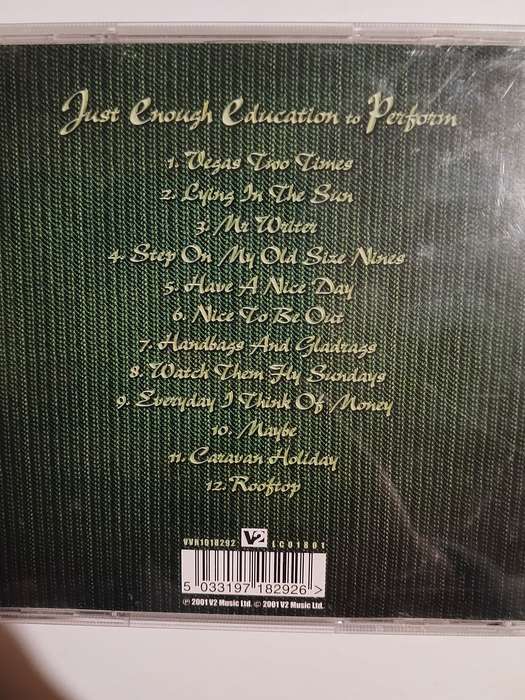 Just Enough Education to Perform
1. Vegas Two Times
2. Lying In The Sun
3. Mr Writer
4. Step On My Old Size Nines
5. Have A Nice Day
6. Nice To Be Out
7. Handbags And Gladrags
8. Watch Them Fly Sundays
9. Everyday I Think Of Money
10. Maybe
11. Caravan Holiday
12. Rooftop
VVR1018292 V2 LC01801
5 033197 182926 >
℗ 2001 V2 Music Ltd. © 2001 V2 Music Ltd.